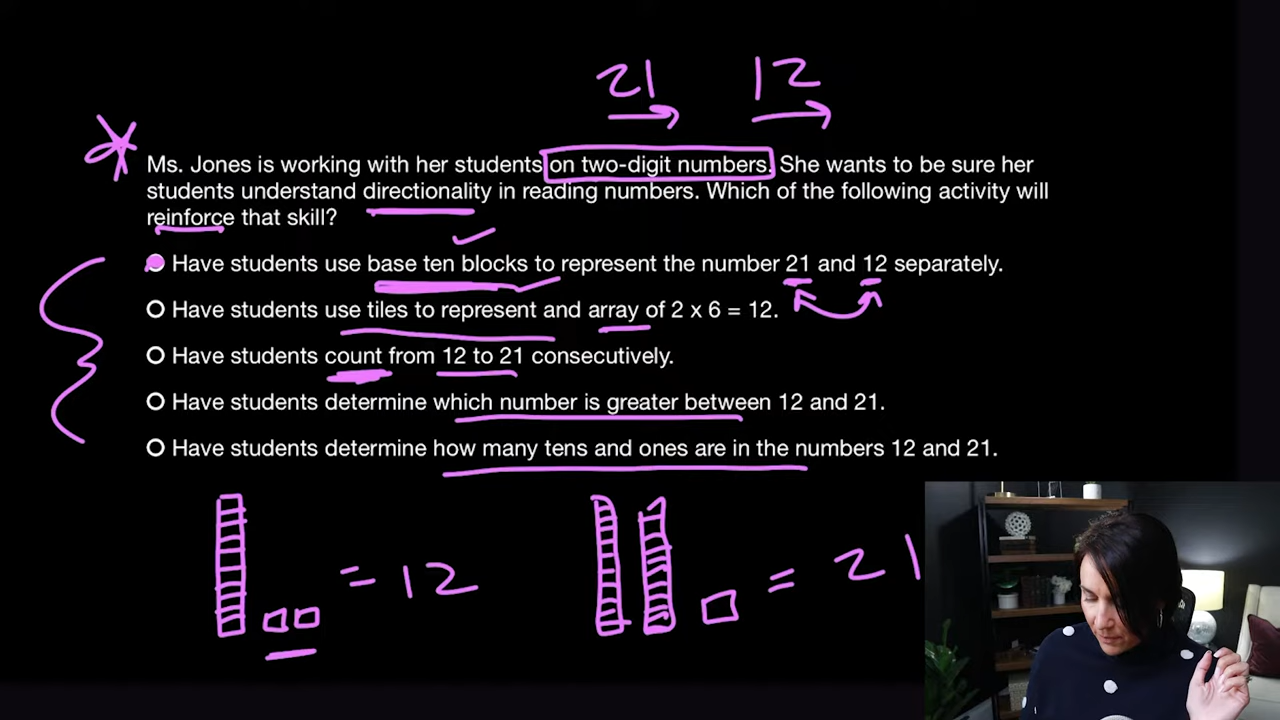 21 12
Ms. Jones is working with her students on two-digit numbers. She wants to be sure her
students understand directionality in reading numbers. Which of the following activity will
reinforce that skill?
Have students use base ten blocks to represent the number 21 and 12 separately.
Have students use tiles to represent and array of 2 x 6 = 12.
Have students count from 12 to 21 consecutively.
Have students determine which number is greater between 12 and 21.
Have students determine how many tens and ones are in the numbers 12 and 21.
= 12 = 21